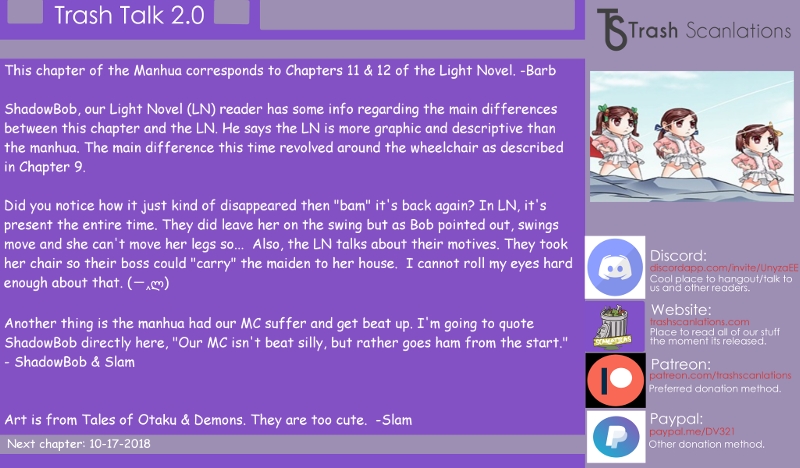 Trash Talk 2.0
This chapter of the Manhua corresponds to Chapters 11 & 12 of the Light Novel. -Barb
ShadowBob, our Light Novel (LN) reader has some info regarding the main differences
between this chapter and the LN. He says the LN is more graphic and descriptive than
the manhua. The main difference this time revolved around the wheelchair as described
in Chapter 9.
Did you notice how it just kind of disappeared then "bam" it's back again? In LN, it's
present the entire time. They did leave her on the swing but as Bob pointed out, swings
move and she can't move her legs so... Also, the LN talks about their motives. They took
her chair so their boss could "carry" the maiden to her house. I cannot roll my eyes hard
enough about that. (ー̭ლ)
Another thing is the manhua had our MC suffer and get beat up. I'm going to quote
ShadowBob directly here, "Our MC isn't beat silly, but rather goes ham from the start."
- ShadowBob & Slam
Art is from Tales of Otaku & Demons. They are too cute. -Slam
Next chapter: 10-17-2018
TS Trash Scanlations
Discord:
discordapp.com/invite/UnyzaEE
Cool place to hangout/talk to
us and other readers.
Website:
trashscanlations.com
Place to read all of our stuff
the moment its released.
Patreon:
patreon.com/trashscanlations
Preferred donation method.
Paypal:
paypal.me/DV321
Other donation method.